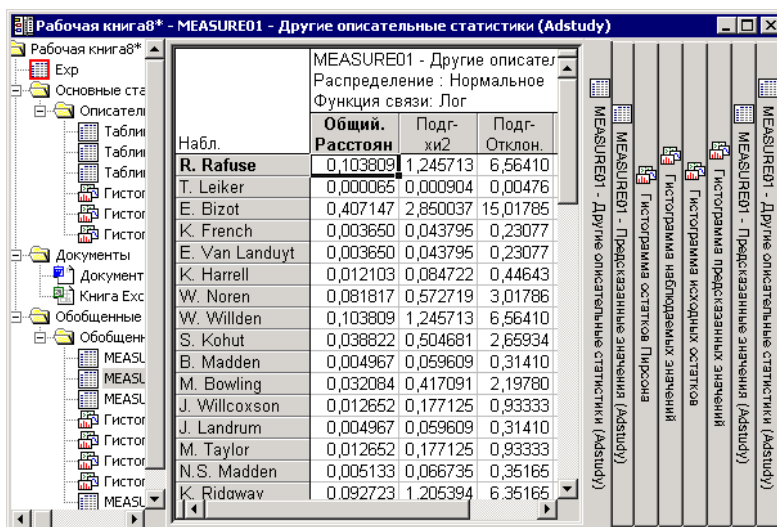 Рабочая книга8* - MEASURE01 - Другие описательные статистики (Adstudy)
Рабочая книга8*
Exp
Основные ста
Описател
Таблиц
Таблиц
Таблиц
Гистог
Гистог
Гистог
Документы
Документ
Книга Exc
Обобщенные
Обобщенн
MEASU
MEASU
MEASU
Гистог
Гистог
Гистог
Гистог
MEASU
MEASURE01 - Другие описател
Распределение : Нормальное
Функция связи: Лог
Набл. Общий. Расстоян Подг- хи2 Подг- Отклон.
R. Rafuse 0,103809 1,245713 6,56410
T. Leiker 0,000065 0,000904 0,00476
E. Bizot 0,407147 2,850037 15,01785
K. French 0,003650 0,043795 0,23077
E. Van Landuyt 0,003650 0,043795 0,23077
K. Harrell 0,012103 0,084722 0,44643
W. Noren 0,081817 0,572719 3,01786
W. Willden 0,103809 1,245713 6,56410
S. Kohut 0,038822 0,504681 2,65934
B. Madden 0,004967 0,059609 0,31410
M. Bowling 0,032084 0,417091 2,19780
J. Willcoxson 0,012652 0,177125 0,93333
J. Landrum 0,004967 0,059609 0,31410
M. Taylor 0,012652 0,177125 0,93333
N.S. Madden 0,005133 0,066735 0,35165
K. Ridgway 0,092723 1,205394 6,35165
MEASURE01 - Другие описательные статистики (Adstudy)
MEASURE01 - Предсказанные значения (Adstudy)
Гистограмма остатков Пирсона
Гистограмма наблюдаемых значений
Гистограмма исходных остатков
Гистограмма предсказанных значений
MEASURE01 - Предсказанные значения (Adstudy)
MEASURE01 - Другие описательные статистики (Adstudy)